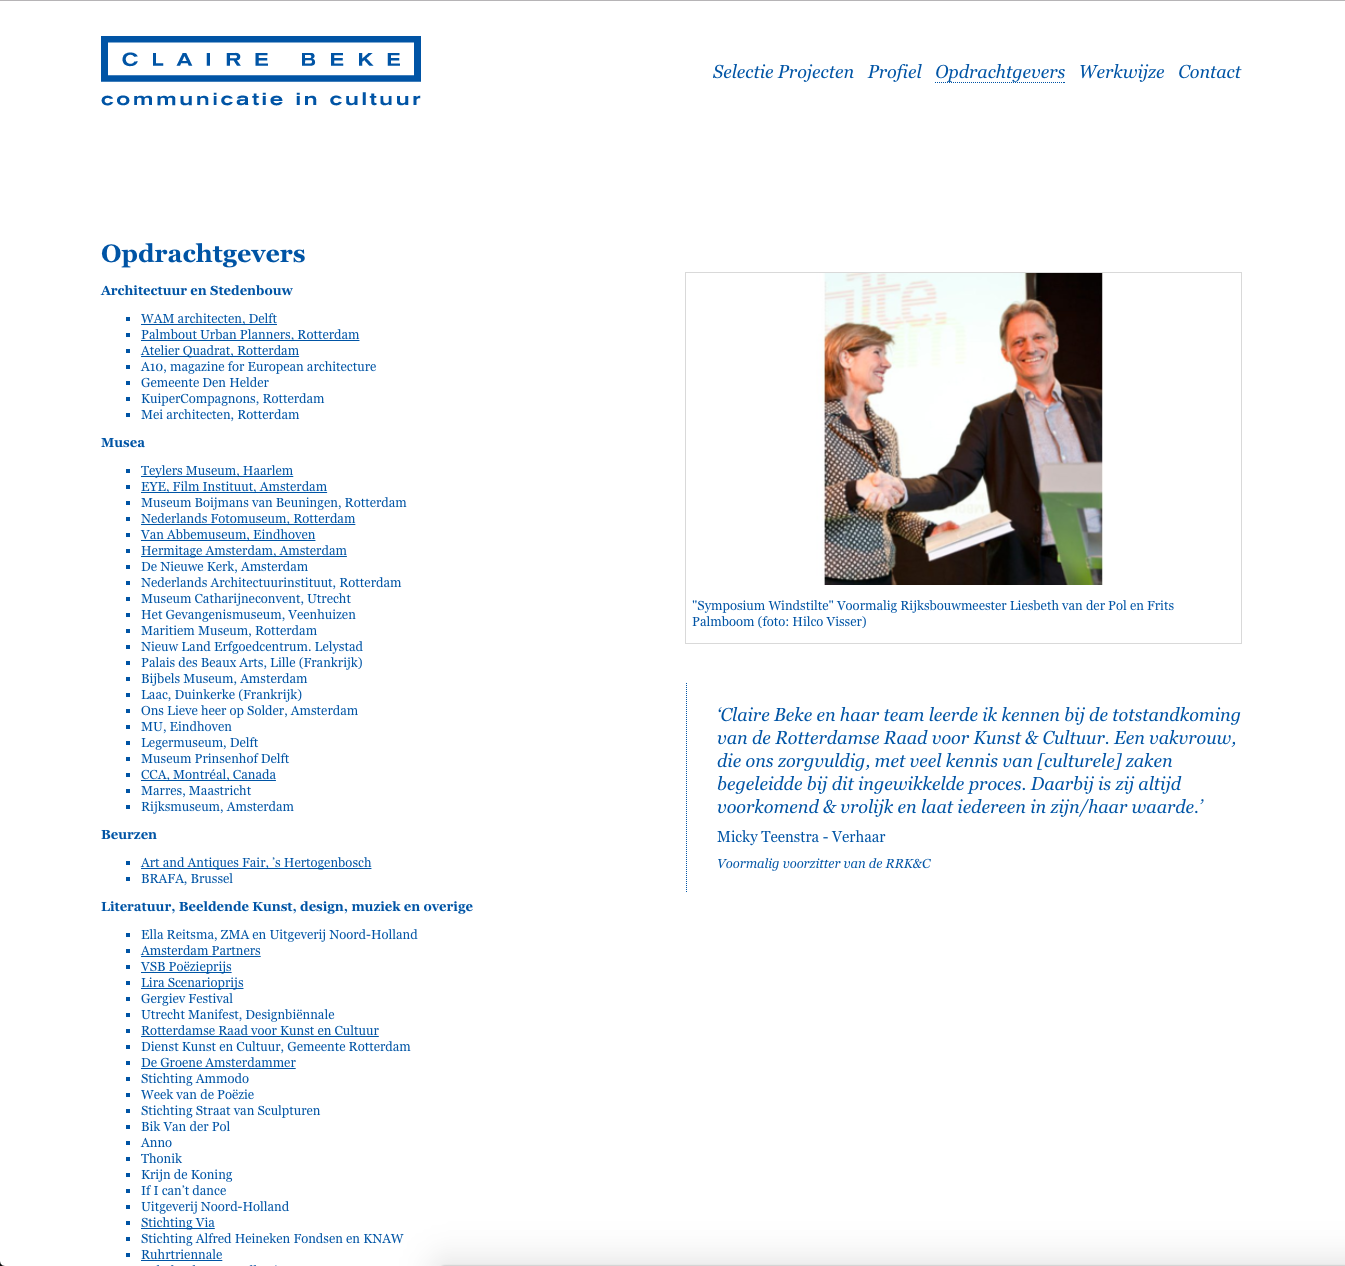 CLAIRE BEKE
communicatie in cultuur
Selectie Projecten Profiel Opdrachtgevers Werkwijze Contact
Opdrachtgevers
Architectuur en Stedenbouw
WAM architecten, Delft
Palmbout Urban Planners, Rotterdam
Atelier Quadrat, Rotterdam
A10, magazine for European architecture
Gemeente Den Helder
KuiperCompagnons, Rotterdam
Mei architecten, Rotterdam
Musea
Teylers Museum, Haarlem
EYE, Film Instituut, Amsterdam
Museum Boijmans van Beuningen, Rotterdam
Nederlands Fotomuseum, Rotterdam
Van Abbemuseum, Eindhoven
Hermitage Amsterdam, Amsterdam
De Nieuwe Kerk, Amsterdam
Nederlands Architectuurinstituut, Rotterdam
Museum Catharijneconvent, Utrecht
Het Gevangenismuseum, Veenhuizen
Maritiem Museum, Rotterdam
Nieuw Land Erfgoedcentrum. Lelystad
Palais des Beaux Arts, Lille (Frankrijk)
Bijbels Museum, Amsterdam
Laac, Duinkerke (Frankrijk)
Ons Lieve heer op Solder, Amsterdam
MU, Eindhoven
Legermuseum, Delft
Museum Prinsenhof Delft
CCA, Montréal, Canada
Marres, Maastricht
Rijksmuseum, Amsterdam
Beurzen
Art and Antiques Fair, 's Hertogenbosch
BRAFA, Brussel
Literatuur, Beeldende Kunst, design, muziek en overige
Ella Reitsma, ZMA en Uitgeverij Noord-Holland
Amsterdam Partners
VSB Poëzieprijs
Lira Scenarioprijs
Gergiev Festival
Utrecht Manifest, Designbiënnale
Rotterdamse Raad voor Kunst en Cultuur
Dienst Kunst en Cultuur, Gemeente Rotterdam
De Groene Amsterdammer
Stichting Ammodo
Week van de Poëzie
Stichting Straat van Sculpturen
Bik Van der Pol
Anno
Thonik
Krijn de Koning
If I can't dance
Uitgeverij Noord-Holland
Stichting Via
Stichting Alfred Heineken Fondsen en KNAW
Ruhrtriennale
ilte.
"Symposium Windstilte" Voormalig Rijksbouwmeester Liesbeth van der Pol en Frits
Palmboom (foto: Hilco Visser)
‘Claire Beke en haar team leerde ik kennen bij de totstandkoming
van de Rotterdamse Raad voor Kunst & Cultuur. Een vakvrouw,
die ons zorgvuldig, met veel kennis van [culturele] zaken
begeleidde bij dit ingewikkelde proces. Daarbij is zij altijd
voorkomend & vrolijk en laat iedereen in zijn/haar waarde.’
Micky Teenstra - Verhaar
Voormalig voorzitter van de RRK&C